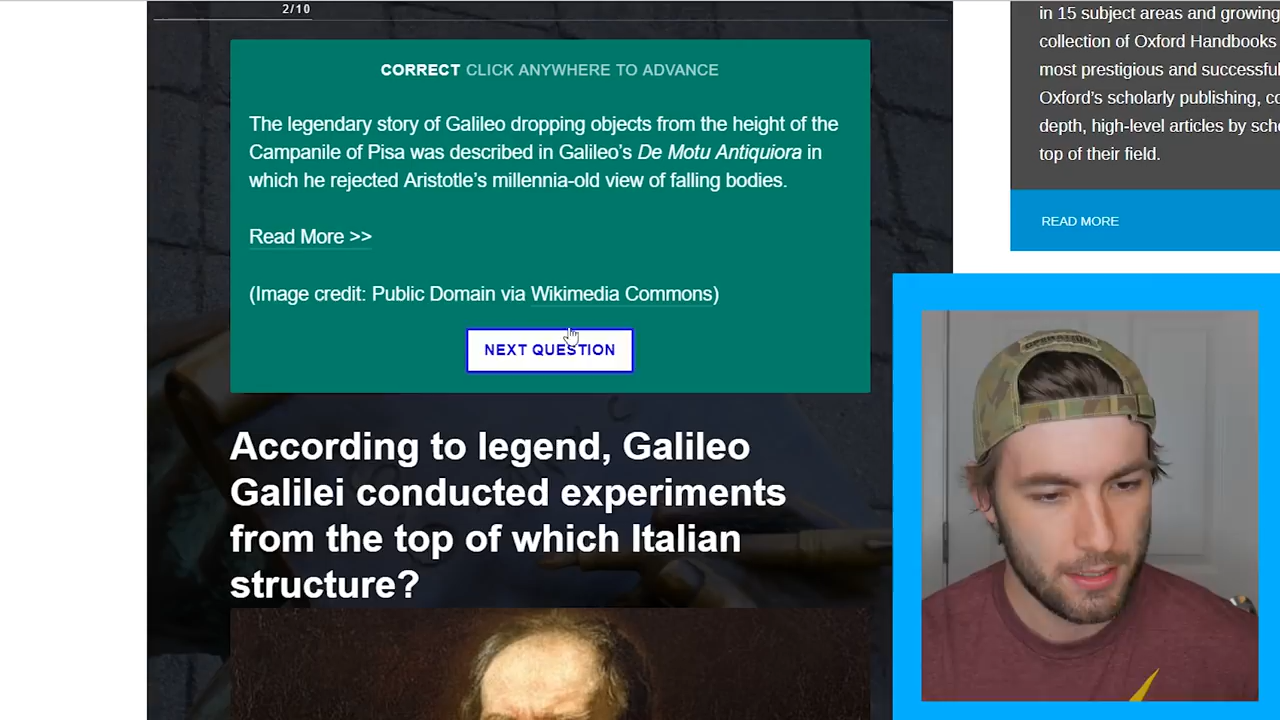 2/10
CORRECT CLICK ANYWHERE TO ADVANCE
The legendary story of Galileo dropping objects from the height of the
Campanile of Pisa was described in Galileo’s De Motu Antiquiora in
which he rejected Aristotle’s millennia-old view of falling bodies.
Read More >>
(Image credit: Public Domain via Wikimedia Commons)
NEXT QUESTION
According to legend, Galileo
Galilei conducted experiments
from the top of which Italian
structure?
in 15 subject areas and growing
collection of Oxford Handbooks
most prestigious and successfu
Oxford’s scholarly publishing, co
depth, high-level articles by sch
top of their field.
READ MORE
OPERATION